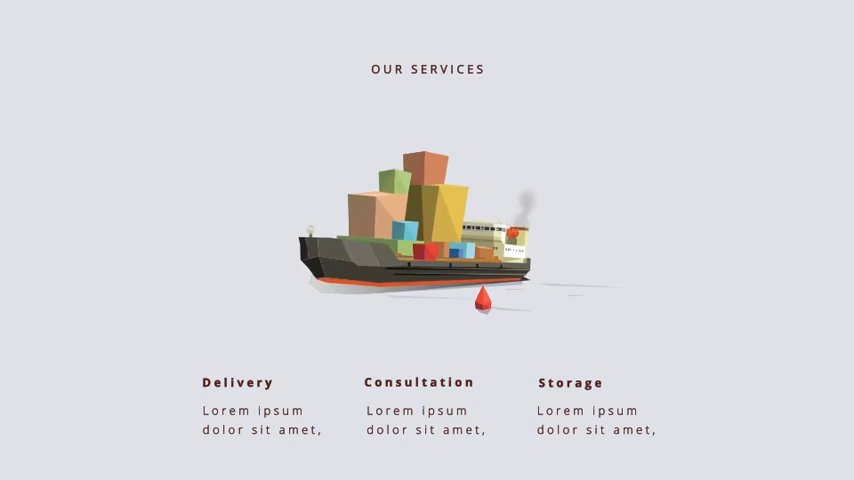 OUR SERVICES
Delivery
Lorem ipsum
dolor sit amet,
Consultation
Lorem ipsum
dolor sit amet,
Storage
Lorem ipsum
dolor sit amet,